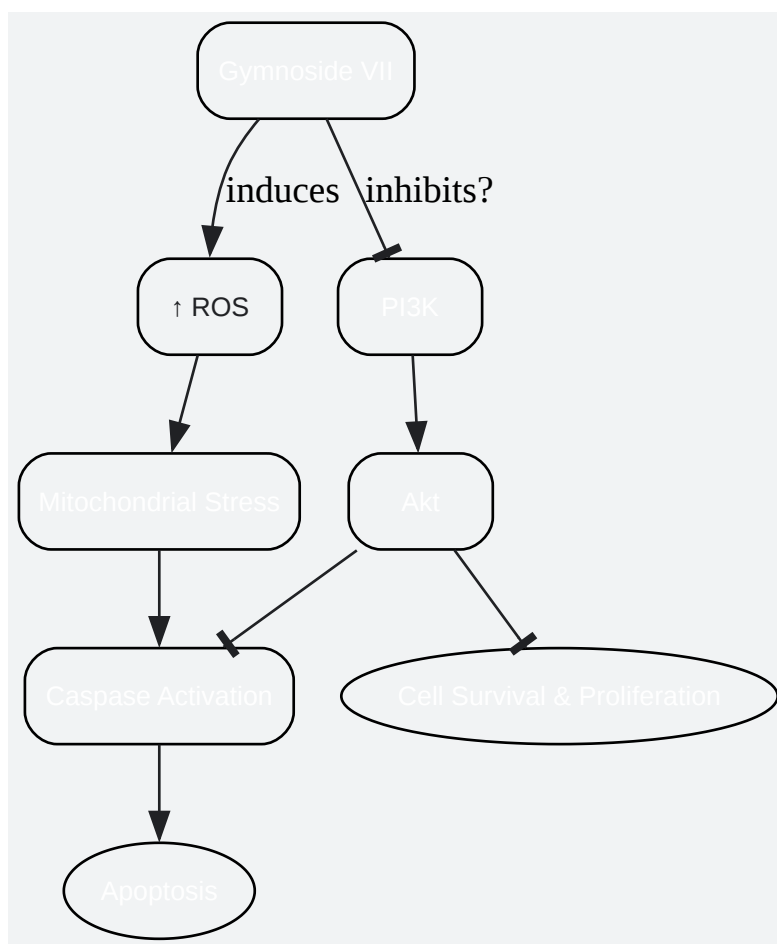 Gymnoside VII
induces
inhibits?
↑ ROS
PI3K
Mitochondrial Stress
Akt
Caspase Activation
Cell Survival & Proliferation
Apoptosis